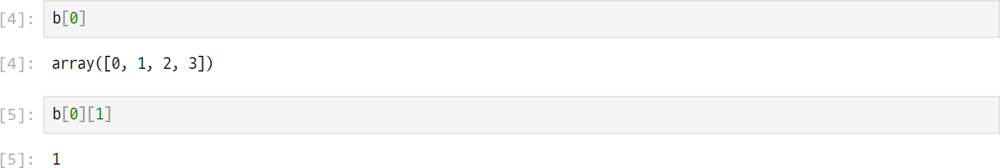 [4]: b[0]
[4]: array([0, 1, 2, 3])
[5]: b[0][1]
[5]: 1